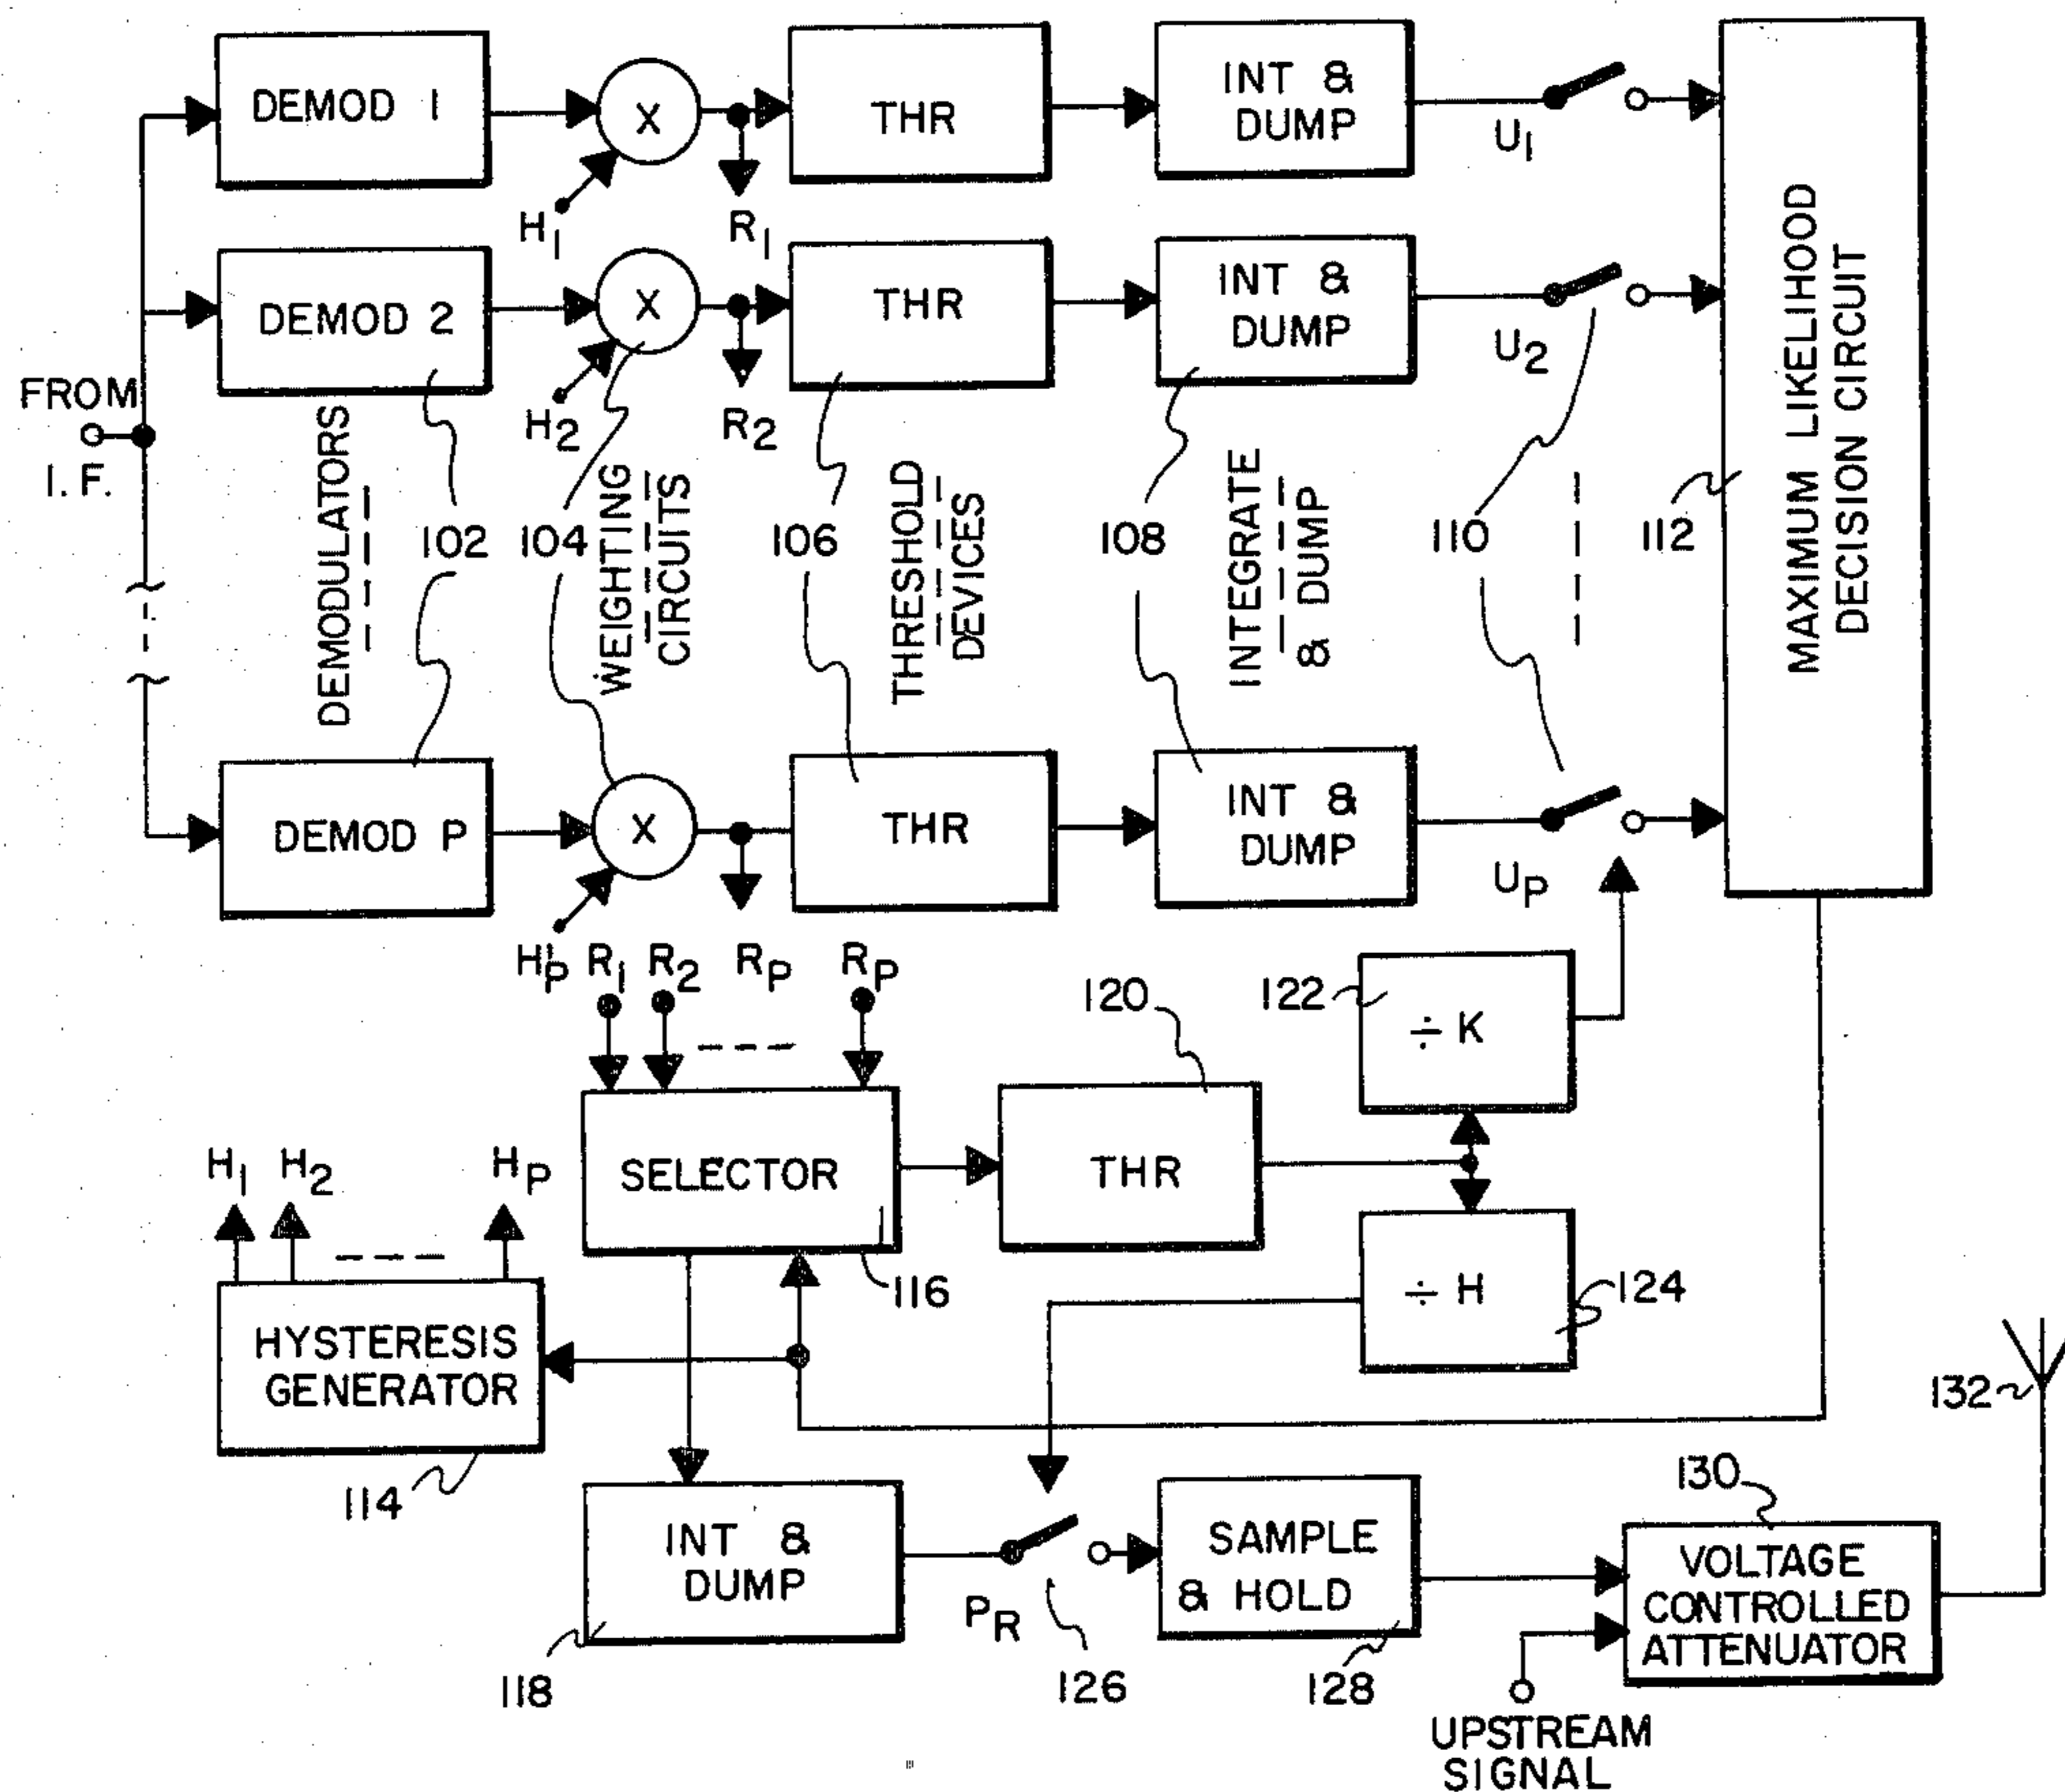 DEMOD 1
X
THR
INT &
DUMP
U1
H1
R1
DEMOD 2
X
THR
INT &
DUMP
U2
H2
R2
FROM
I. F.
DEMODULATORS
WEIGHTING
CIRCUITS
THRESHOLD
DEVICES
INTEGRATE
& DUMP
MAXIMUM LIKELIHOOD
DECISION CIRCUIT
102
104
106
108
110
112
DEMOD P
X
THR
INT &
DUMP
UP
HP
R1
R2
RP
RP
120
122
÷ K
H1
H2
HP
SELECTOR
THR
116
÷ H
124
HYSTERESIS
GENERATOR
114
132
130
INT &
DUMP
118
PR
126
SAMPLE
& HOLD
128
VOLTAGE
CONTROLLED
ATTENUATOR
UPSTREAM
SIGNAL